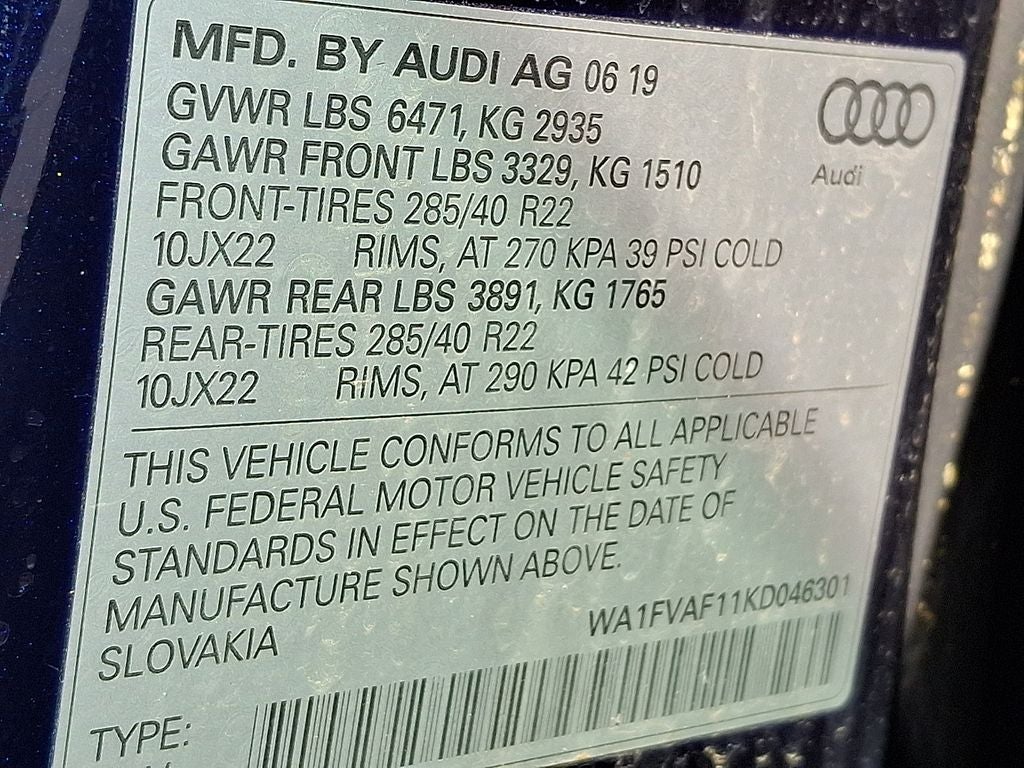 MFD. BY AUDI AG 06 19
GVWR LBS 6471, KG 2935
GAWR FRONT LBS 3329, KG 1510
FRONT-TIRES 285/40 R22
10JX22 RIMS, AT 270 KPA 39 PSI COLD
GAWR REAR LBS 3891, KG 1765
REAR-TIRES 285/40 R22
10JX22 RIMS, AT 290 KPA 42 PSI COLD
Audi
THIS VEHICLE CONFORMS TO ALL APPLICABLE
U.S. FEDERAL MOTOR VEHICLE SAFETY
STANDARDS IN EFFECT ON THE DATE OF
MANUFACTURE SHOWN ABOVE.
SLOVAKIA
WA1FVAF11KD046301
TYPE: